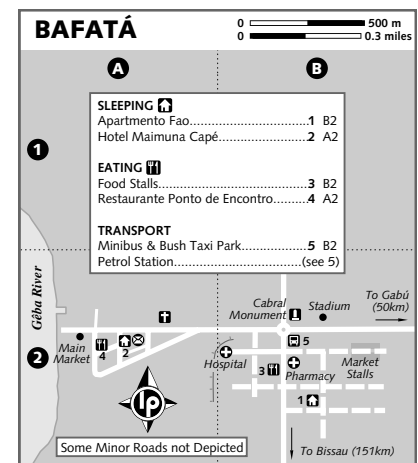 BAFATÁ
0 500 m
0 0.3 miles
A B
SLEEPING
Apartmento Fao..............................1 B2
Hotel Maimuna Capé........................2 A2
1
EATING
Food Stalls.....................................3 B2
Restaurante Ponto de Encontro.........4 A2
TRANSPORT
Minibus & Bush Taxi Park.................5 B2
Petrol Station............................(see 5)
Gêba River
Cabral
Monument
Stadium
To Gabú
(50km)
2
Main
Market
4
2
5
Hospital
3
Pharmacy
Market
Stalls
1
lp
Some Minor Roads not Depicted
To Bissau (151km)